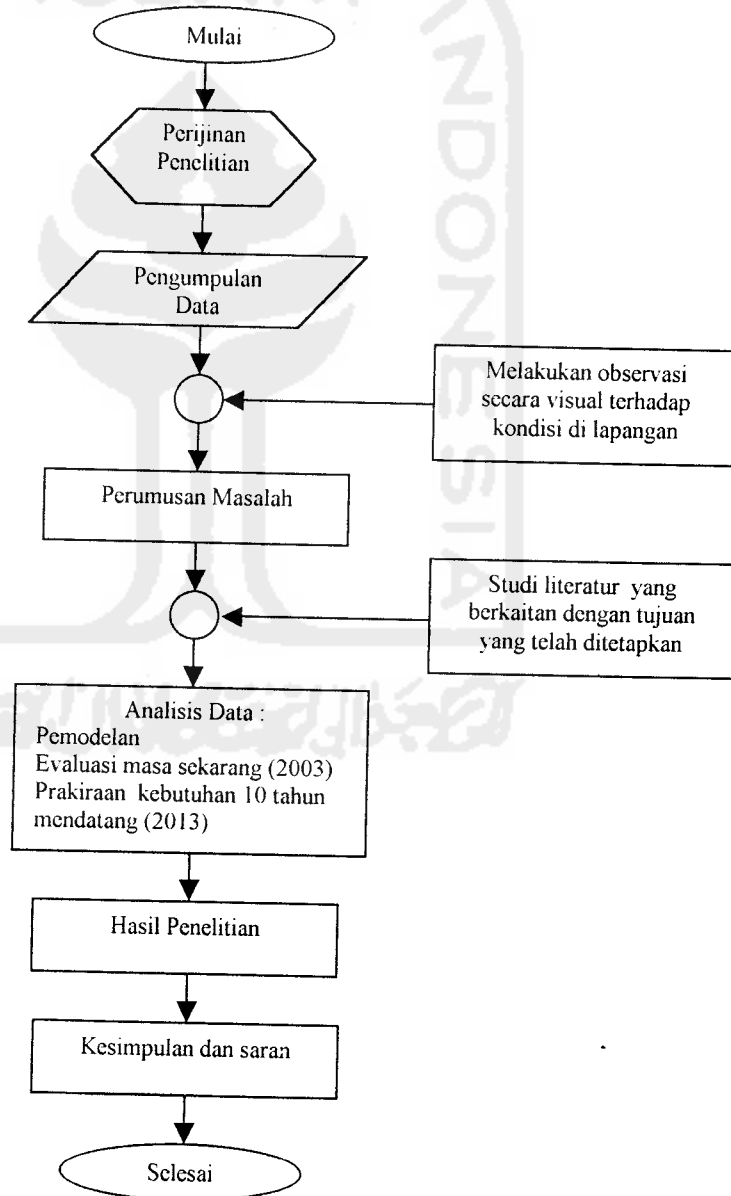 Mulai
Perijinan
Penelitian
Pengumpulan
Data
Melakukan observasi
secara visual terhadap
kondisi di lapangan
Perumusan Masalah
Studi literatur yang
berkaitan dengan tujuan
yang telah ditetapkan
Analisis Data :
Pemodelan
Evaluasi masa sekarang (2003)
Prakiraan kebutuhan 10 tahun
mendatang (2013)
Hasil Penelitian
Kesimpulan dan saran
Selesai
INDONESIA